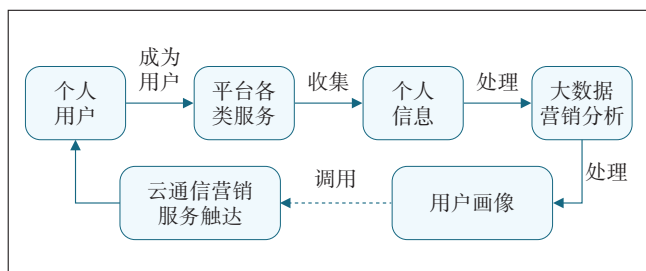 个人
用户
成为
用户
平台各
类服务
收集
个人
信息
处理
大数据
营销分析
处理
用户画像
调用
云通信营销
服务触达